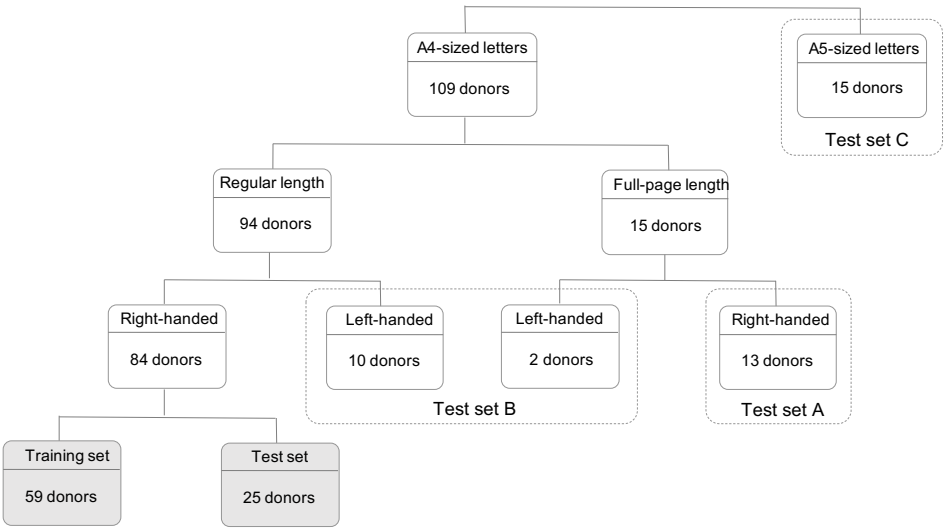 A4-sized letters
109 donors
A5-sized letters
15 donors
Test set C
Regular length
94 donors
Full-page length
15 donors
Right-handed
84 donors
Left-handed
10 donors
Left-handed
2 donors
Test set B
Right-handed
13 donors
Test set A
Training set
59 donors
Test set
25 donors